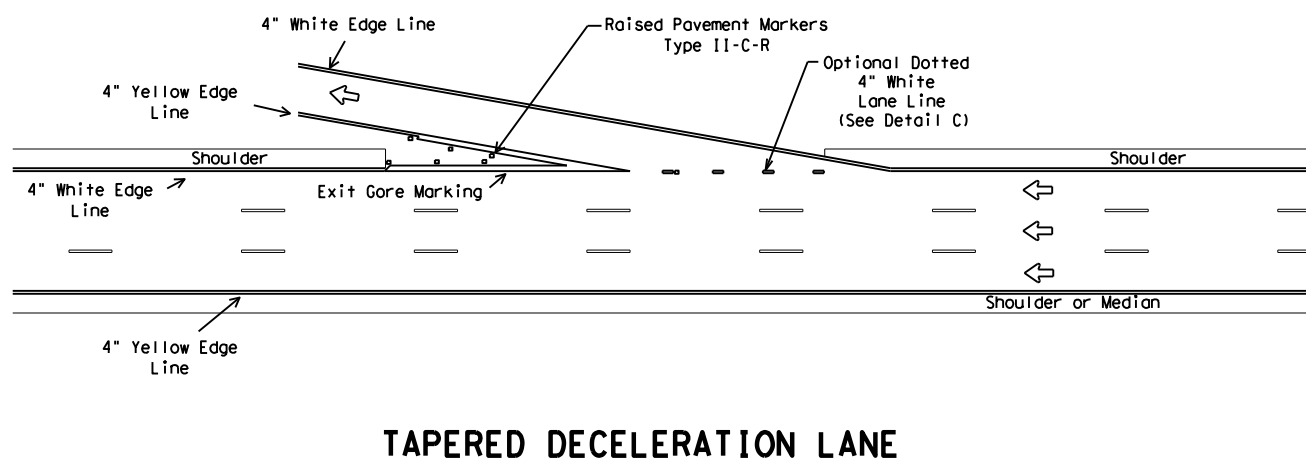 4" White Edge Line
Raised Pavement Markers
Type II-C-R
Optional Dotted
4" White
Lane Line
(See Detail C)
4" Yellow Edge
Line
Shoulder
Shoulder
4" White Edge
Line
Exit Gore Marking
Shoulder or Median
4" Yellow Edge
Line
TAPERED DECELERATION LANE